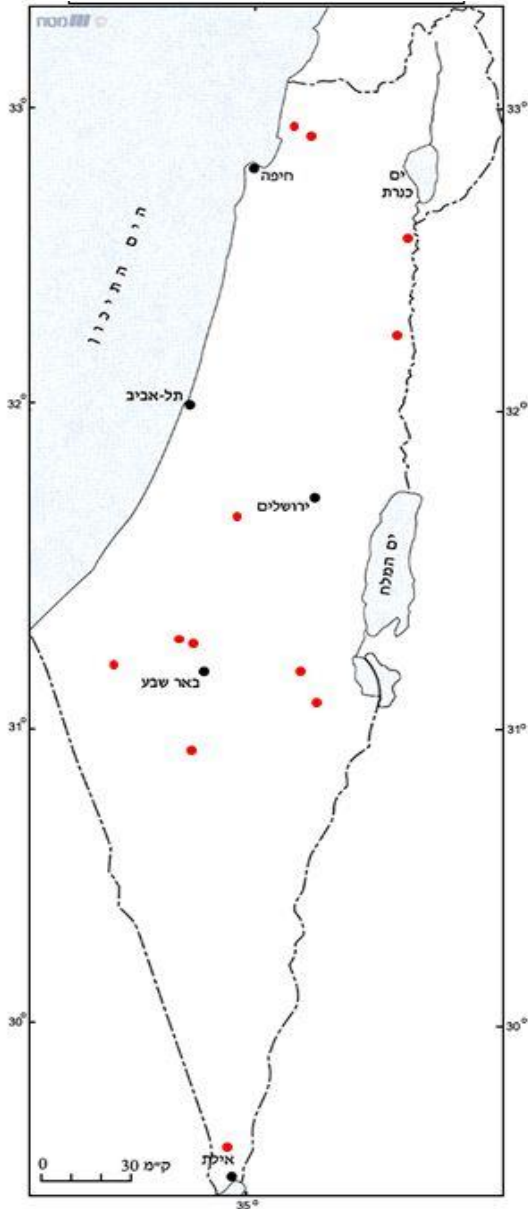 © מטח
33°
33°
חיפה
ים
כנרת
הים התיכון
תל-אביב
32°
32°
ירושלים
ים המלח
באר שבע
31°
31°
30°
30°
אילת
0 30 ק״מ
35°